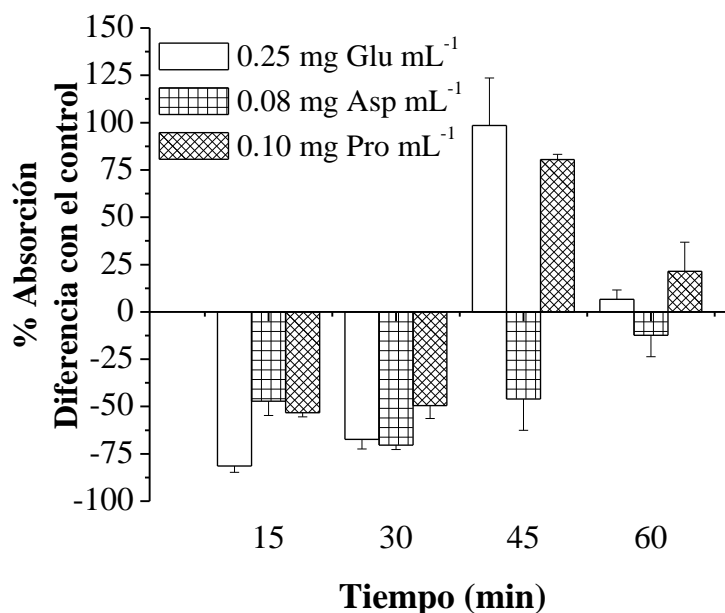 150
125
100
75
50
25
0
-25
-50
-75
-100
% Absorción
Diferencia con el control
0.25 mg Glu mL⁻¹
0.08 mg Asp mL⁻¹
0.10 mg Pro mL⁻¹
15 30 45 60
Tiempo (min)